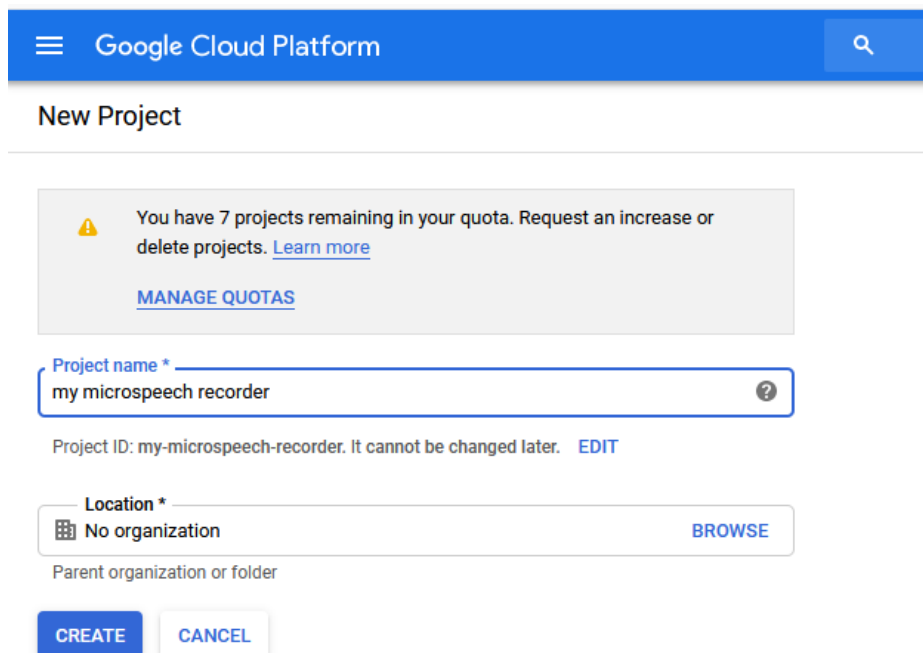 Google Cloud Platform
New Project
You have 7 projects remaining in your quota. Request an increase or
delete projects. Learn more
MANAGE QUOTAS
Project name *
my microspeech recorder
Project ID: my-microspeech-recorder. It cannot be changed later. EDIT
Location *
No organization BROWSE
Parent organization or folder
CREATE CANCEL